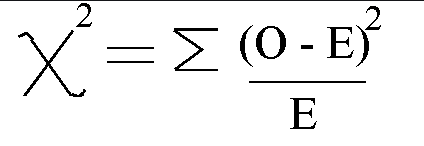 χ² = Σ (O - E)² / E